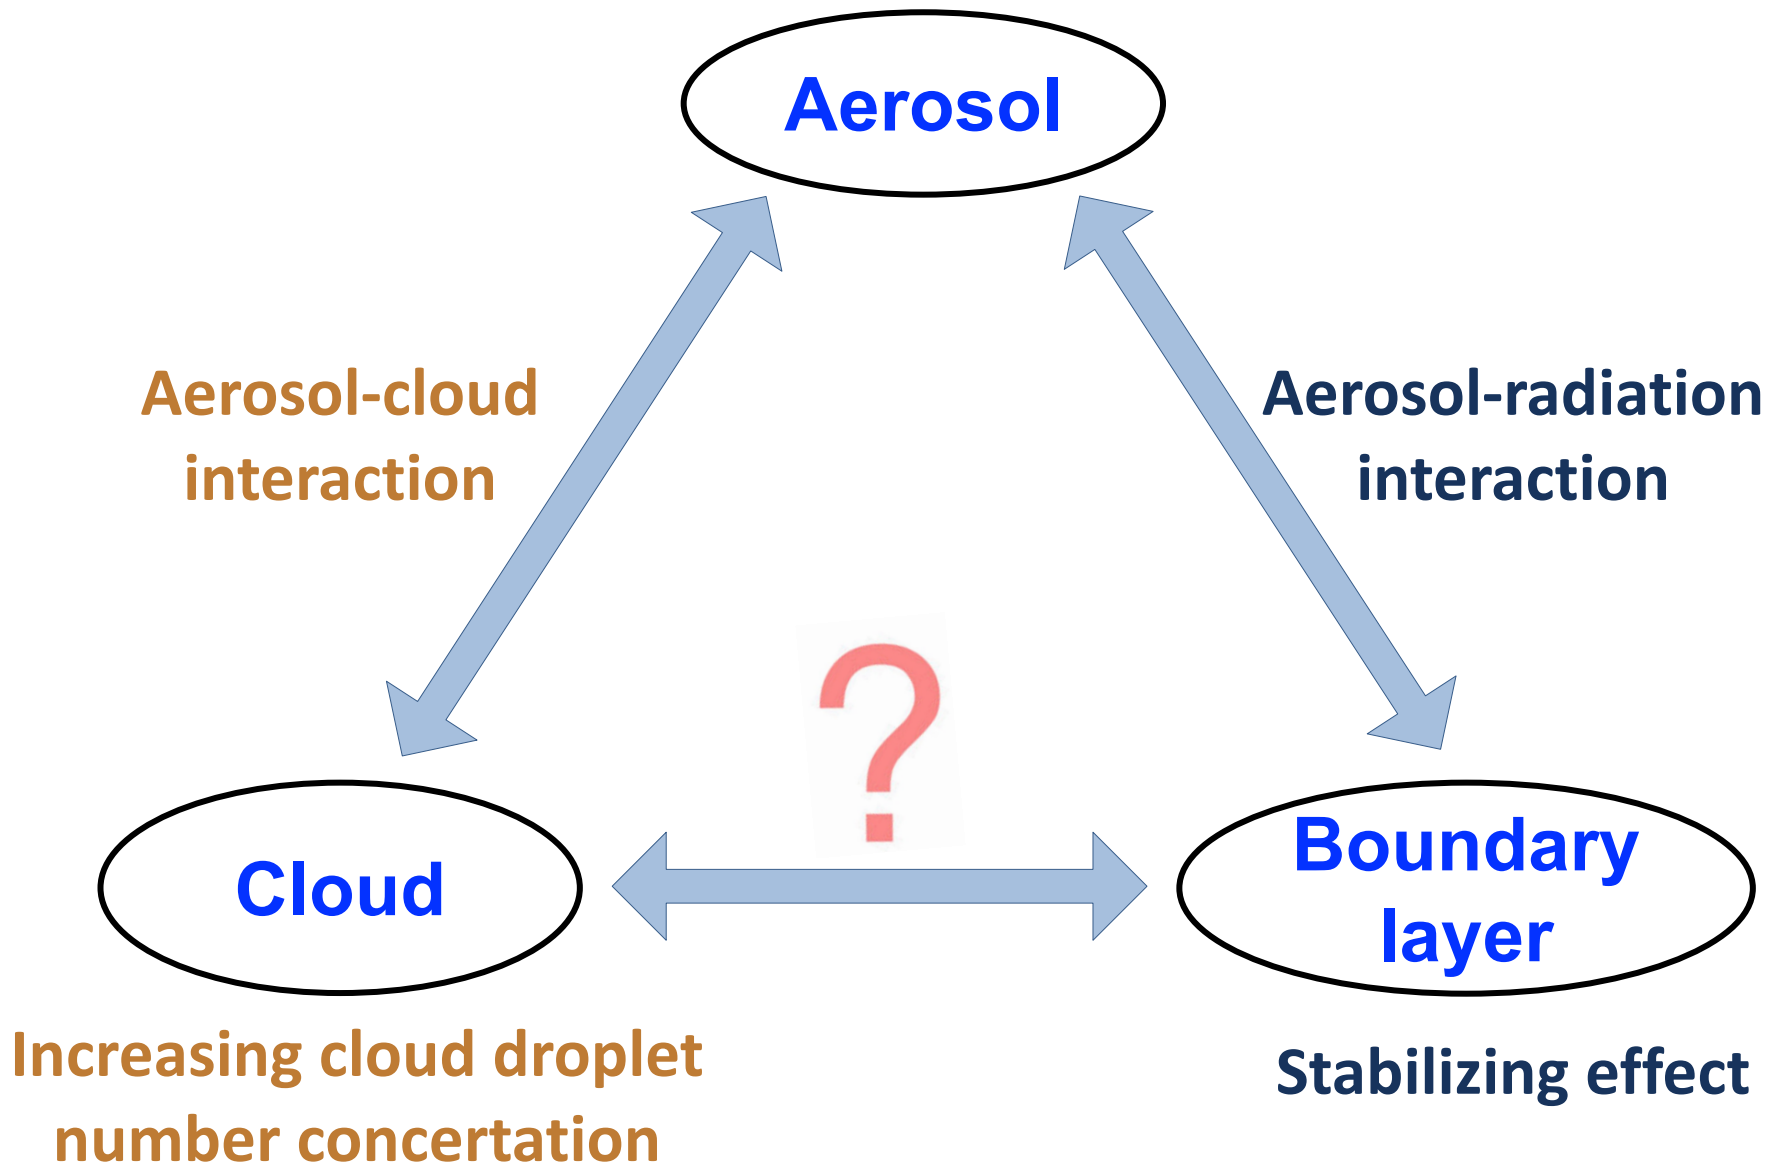 Aerosol
Aerosol-cloud
interaction
Aerosol-radiation
interaction
?
Cloud
Boundary
layer
Increasing cloud droplet
number concertation
Stabilizing effect